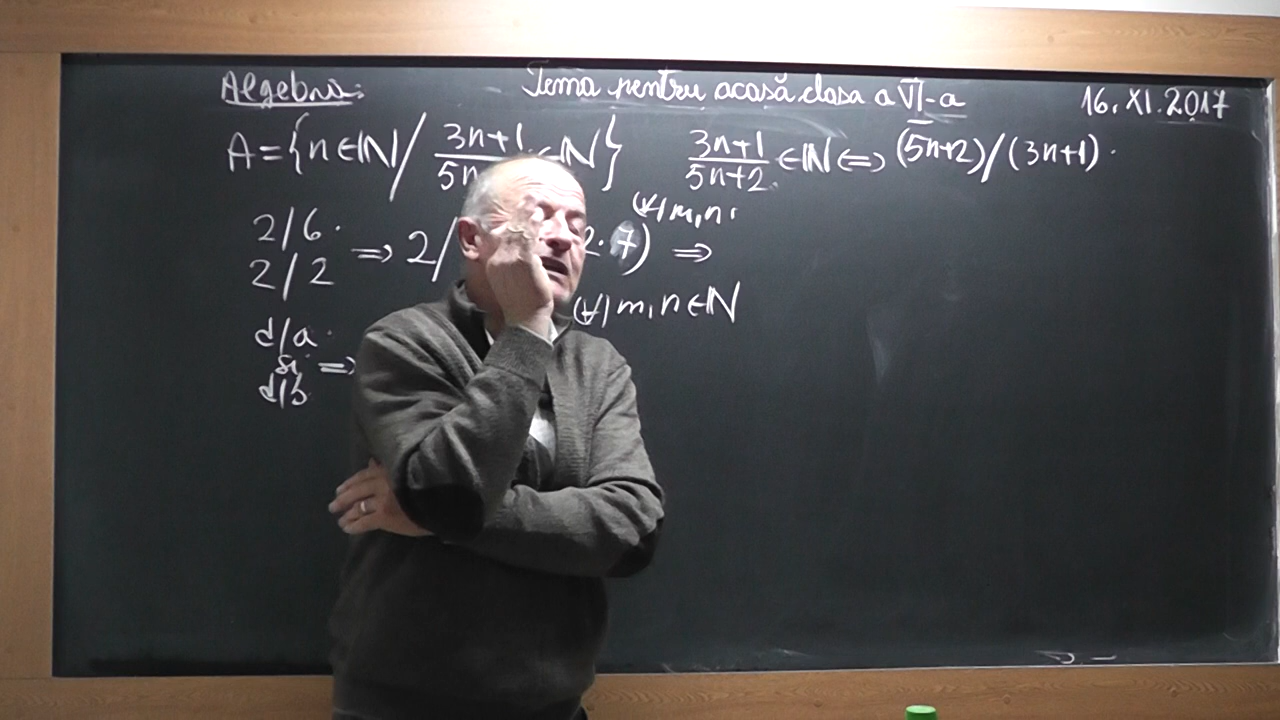 Algebra: Tema pentru acasă clasa a VI-a 16.XI.2017
A={n∈ℕ/ 3n+1/5n ∈ℕ} 3n+1/5n+2 ∈ℕ ⇔ (5n+2)/(3n+1).
(∀) m,n
2/6. ⇒ 2/ 2·7) ⇒
2/2
(∀) m,n∈ℕ
d/a.
și ⇒
d/b